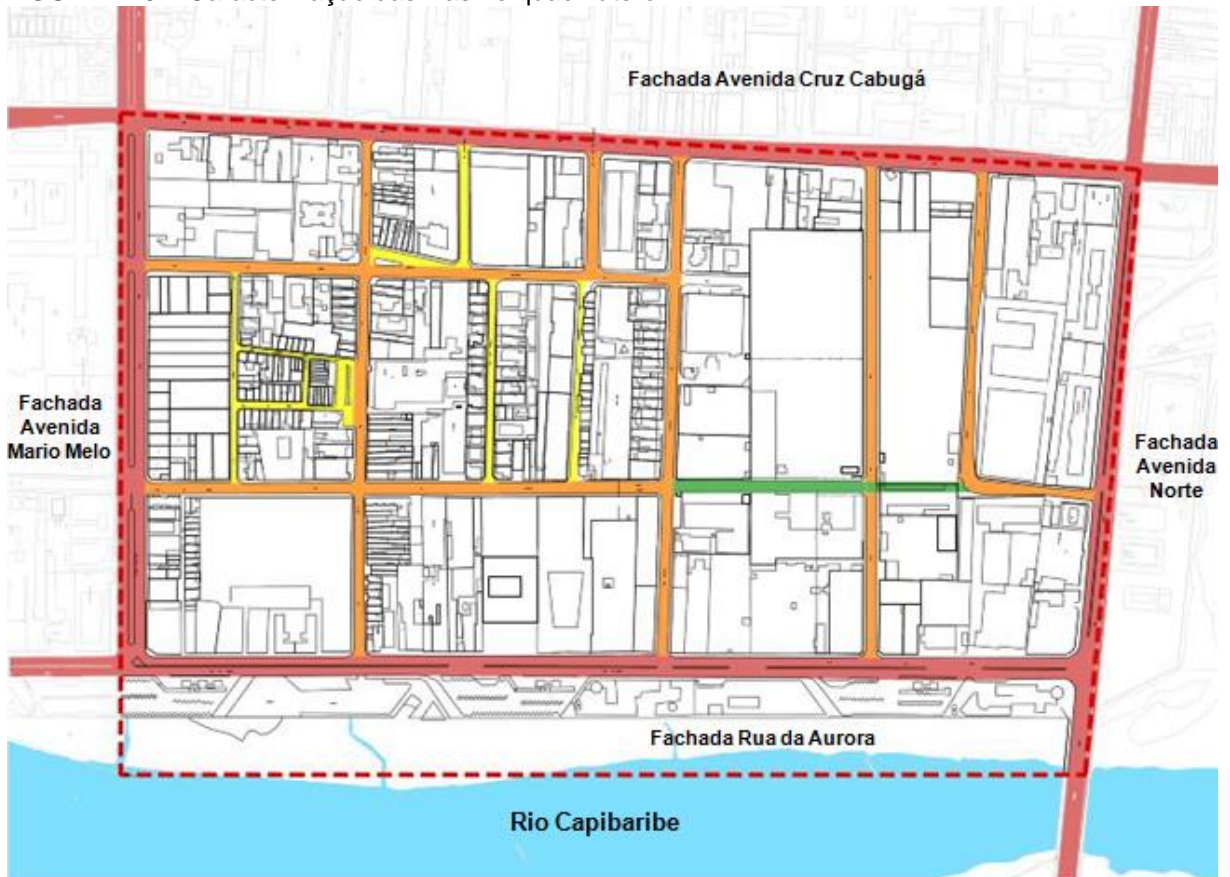 Fachada Avenida Cruz Cabugá
Fachada
Avenida
Mario Melo
Fachada
Avenida
Norte
Fachada Rua da Aurora
Rio Capibaribe